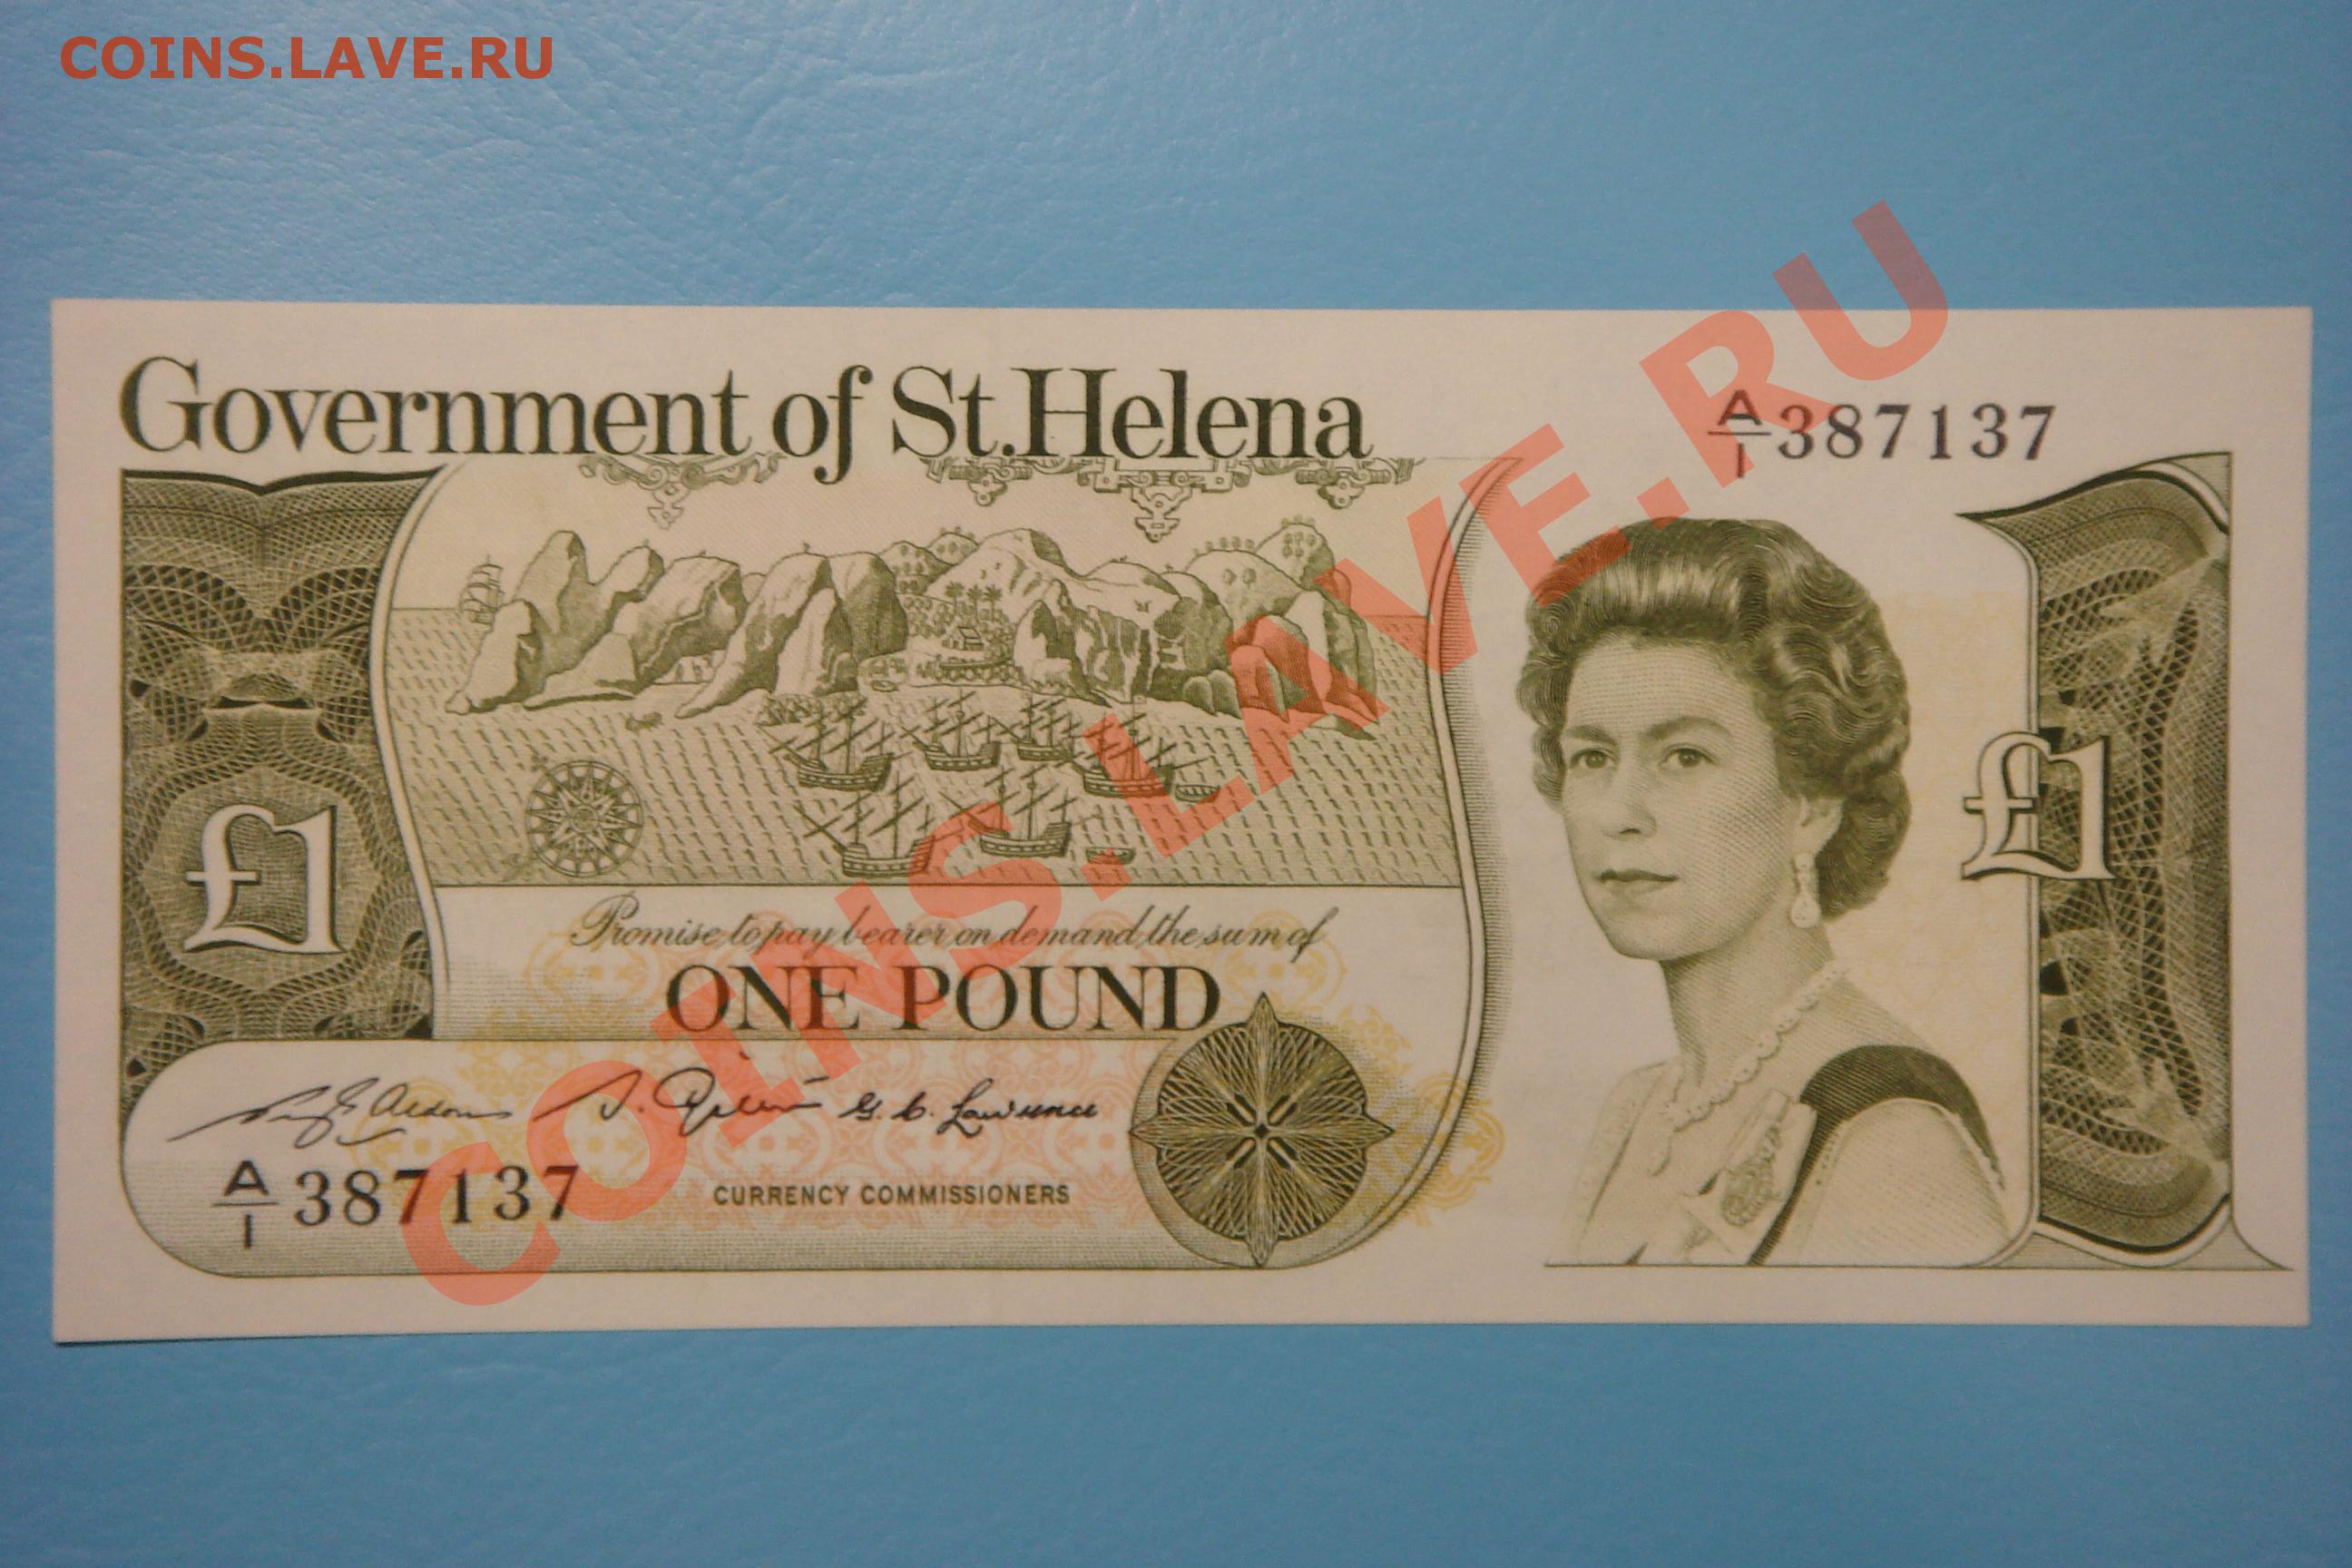 COINS.LAVE.RU
Government of St.Helena
A/1 387137
£1
£1
Promise to pay bearer on demand the sum of
ONE POUND
G. C. Lawrence
A/1 387137
CURRENCY COMMISSIONERS
COINS.LAVE.RU